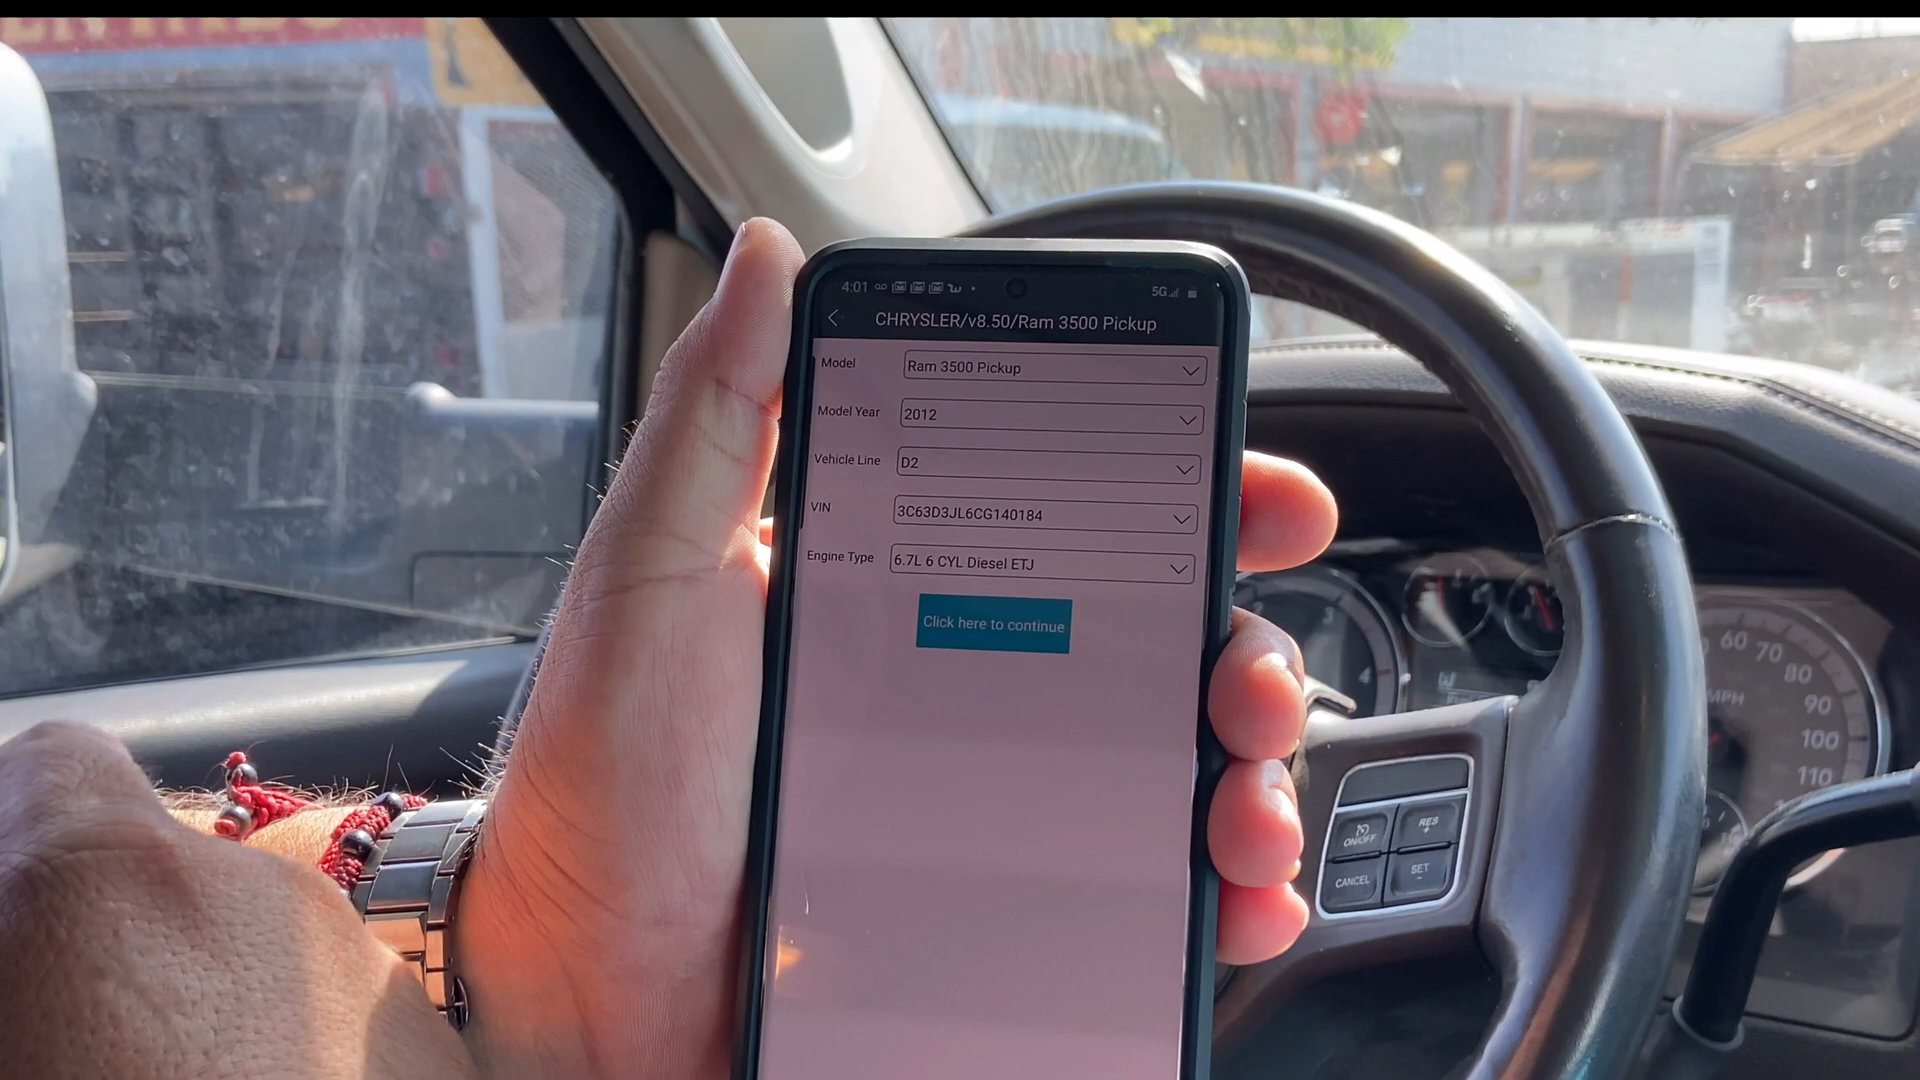 4:01
5G
CHRYSLER/v8.50/Ram 3500 Pickup
Model Ram 3500 Pickup
Model Year 2012
Vehicle Line D2
VIN 3C63D3JL6CG140184
Engine Type 6.7L 6 CYL Diesel ETJ
Click here to continue
3
4
60
70
80
90
100
110
MPH
ON/OFF
RES
+
CANCEL
SET
-